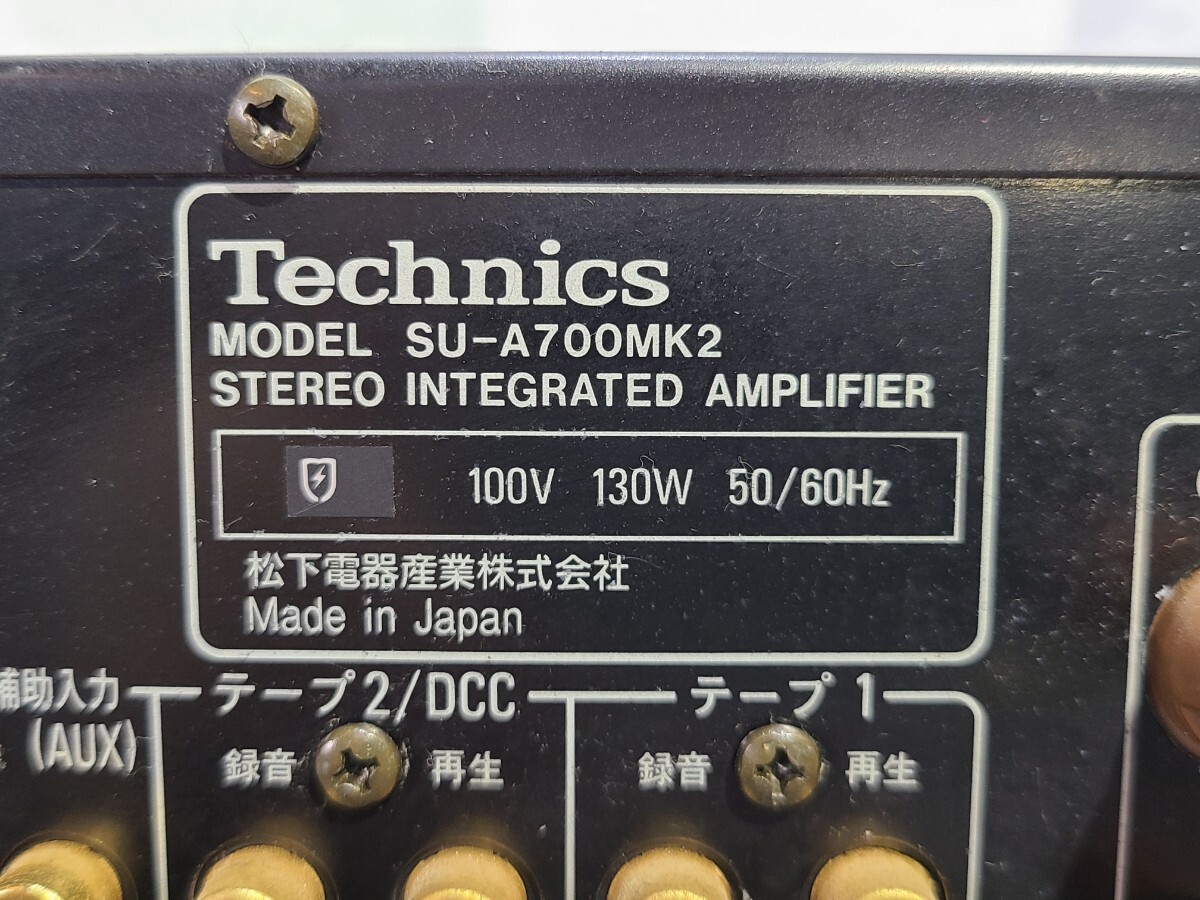 Technics
MODEL SU-A700MK2
STEREO INTEGRATED AMPLIFIER
100V 130W 50/60Hz
松下電器産業株式会社
Made in Japan
補助入力
(AUX)
テープ2/DCC
録音 再生
テープ 1
録音 再生